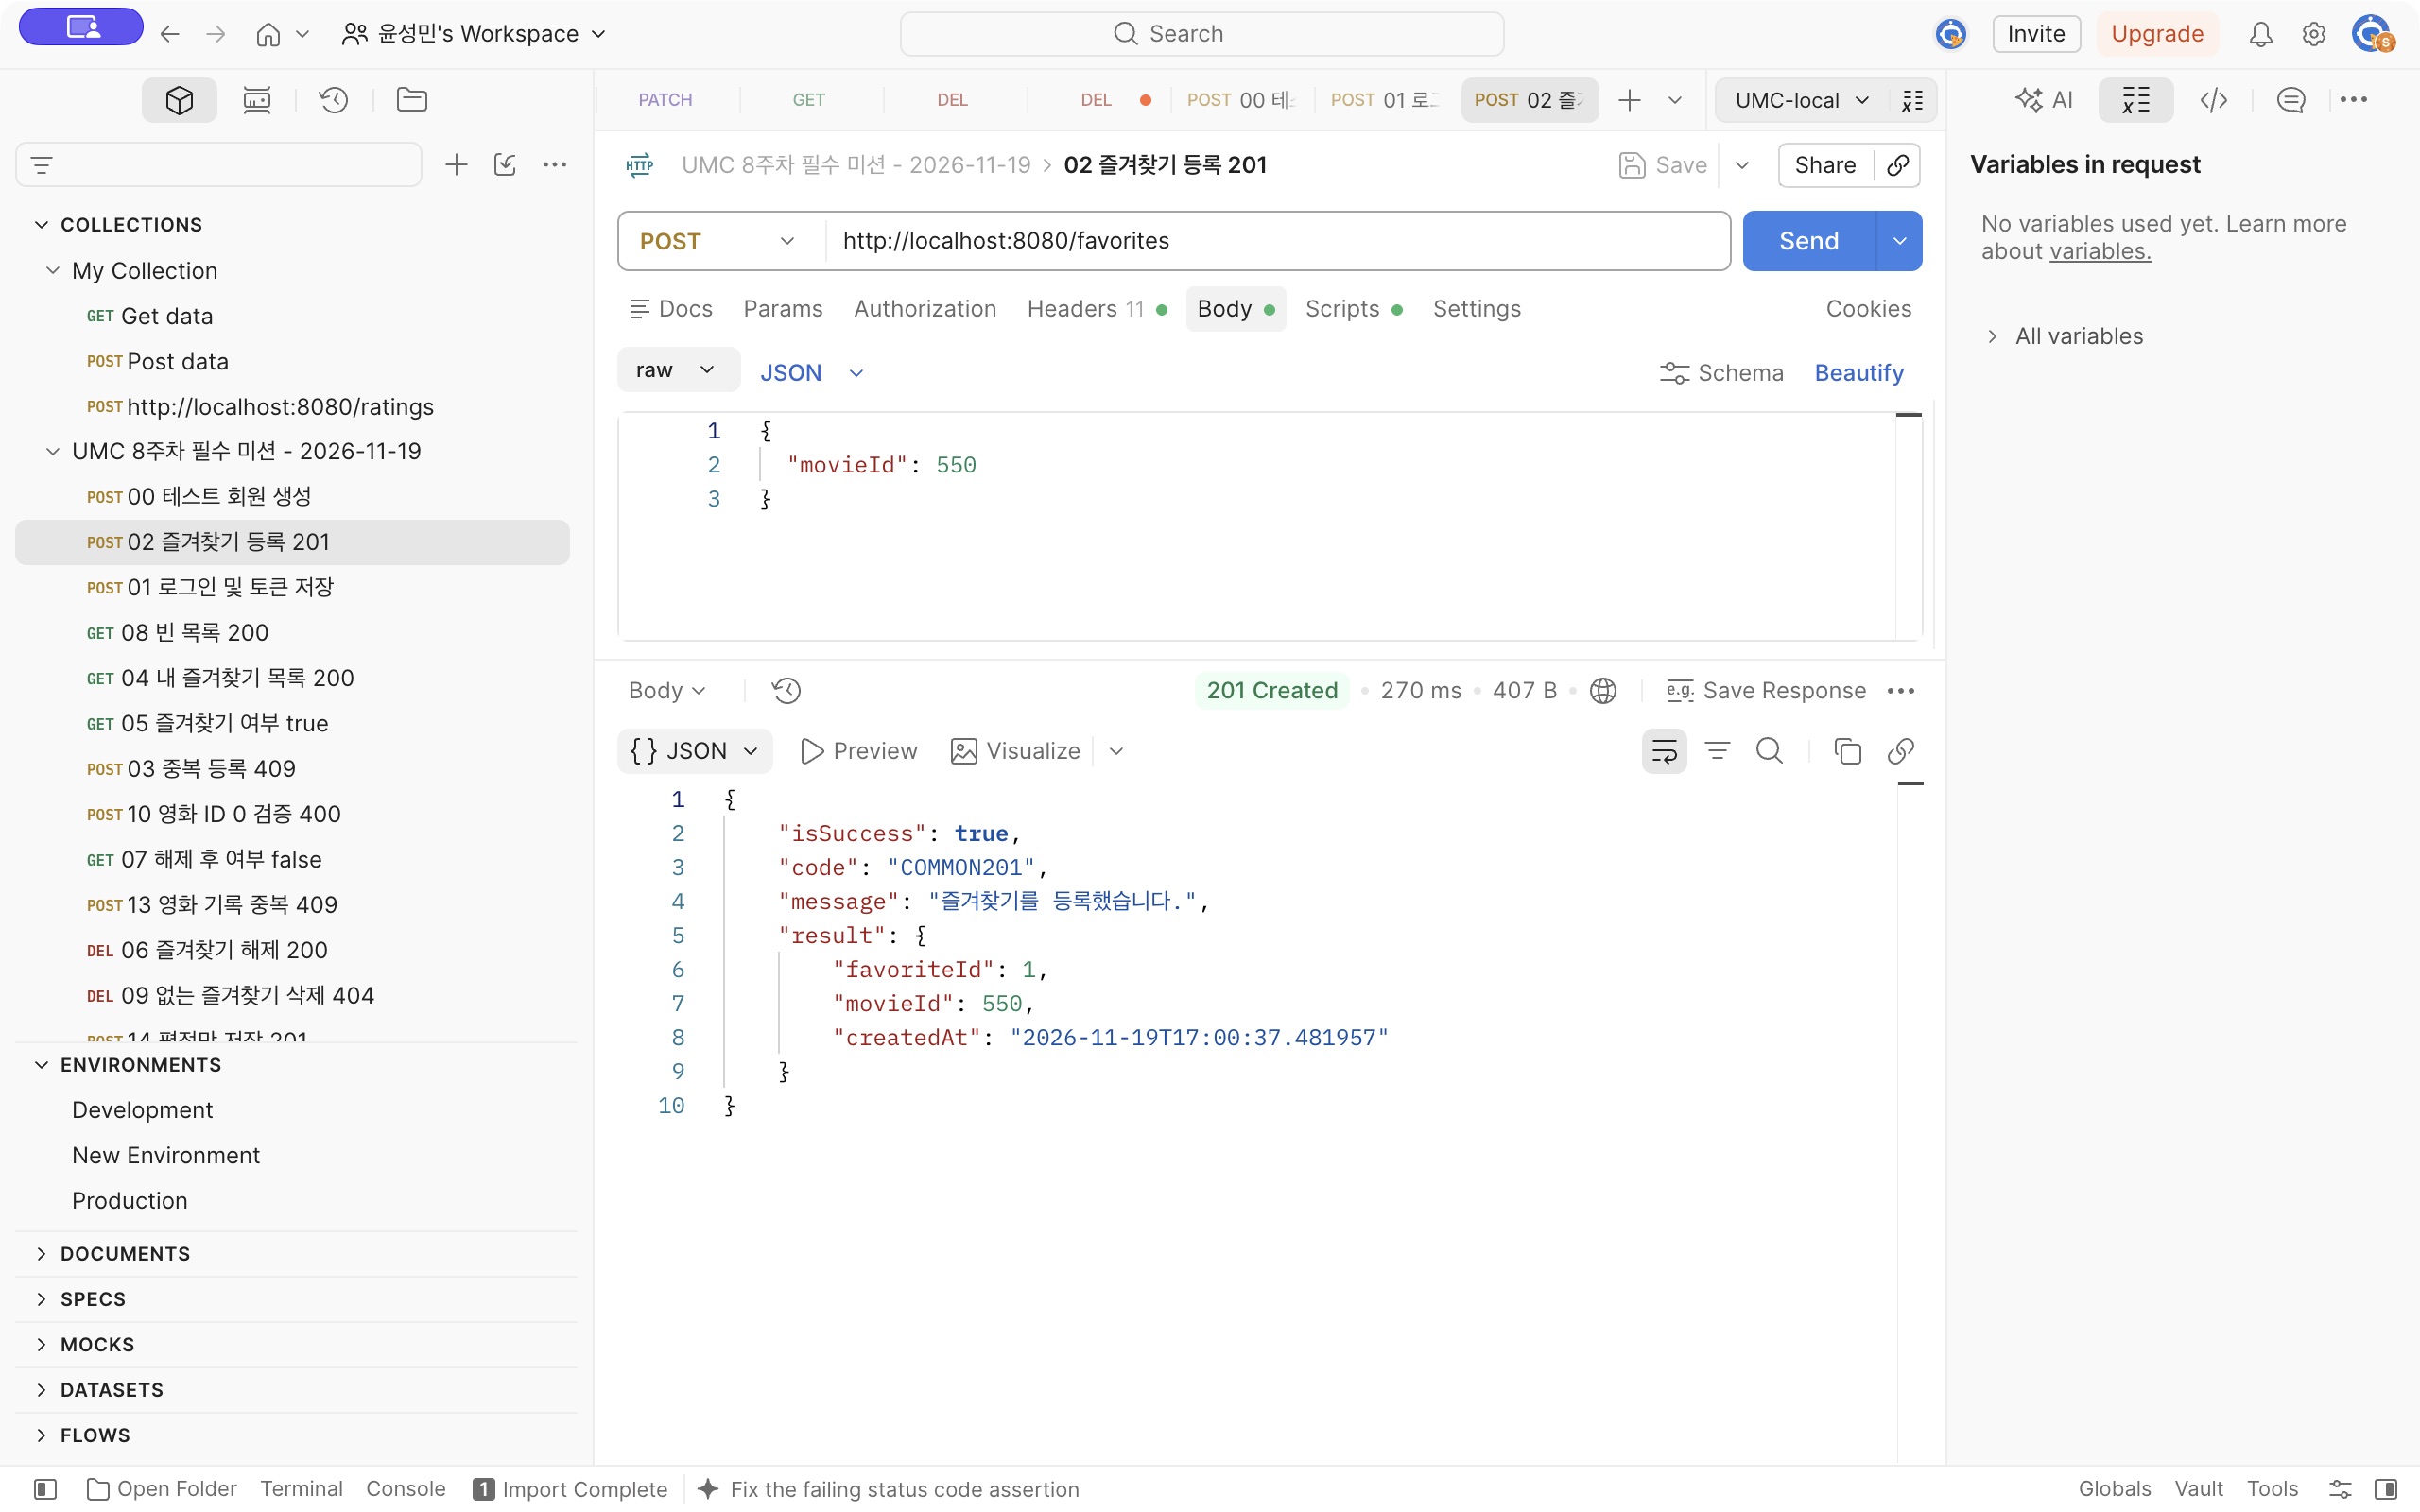 윤성민's Workspace
Search
Invite
Upgrade
COLLECTIONS
My Collection
GET Get data
POST Post data
POST http://localhost:8080/ratings
UMC 8주차 필수 미션 - 2026-11-19
POST 00 테스트 회원 생성
POST 02 즐겨찾기 등록 201
POST 01 로그인 및 토큰 저장
GET 08 빈 목록 200
GET 04 내 즐겨찾기 목록 200
GET 05 즐겨찾기 여부 true
POST 03 중복 등록 409
POST 10 영화 ID 0 검증 400
GET 07 해제 후 여부 false
POST 13 영화 기록 중복 409
DEL 06 즐겨찾기 해제 200
DEL 09 없는 즐겨찾기 삭제 404
POST 14 평점만 저장 201
ENVIRONMENTS
Development
New Environment
Production
DOCUMENTS
SPECS
MOCKS
DATASETS
FLOWS
PATCH GET DEL DEL POST 00 테 POST 01 로 POST 02 즐
UMC-local
UMC 8주차 필수 미션 - 2026-11-19 > 02 즐겨찾기 등록 201
Save
Share
HTTP
POST http://localhost:8080/favorites
Send
Docs Params Authorization Headers 11 Body Scripts Settings Cookies
raw JSON Schema Beautify
1 {
2 "movieId": 550
3 }
Body 201 Created 270 ms 407 B e.g. Save Response
{} JSON Preview Visualize
1 {
2 "isSuccess": true,
3 "code": "COMMON201",
4 "message": "즐겨찾기를 등록했습니다.",
5 "result": {
6 "favoriteId": 1,
7 "movieId": 550,
8 "createdAt": "2026-11-19T17:00:37.481957"
9 }
10 }
AI
Variables in request
No variables used yet. Learn more
about variables.
All variables
Open Folder Terminal Console 1 Import Complete Fix the failing status code assertion Globals Vault Tools